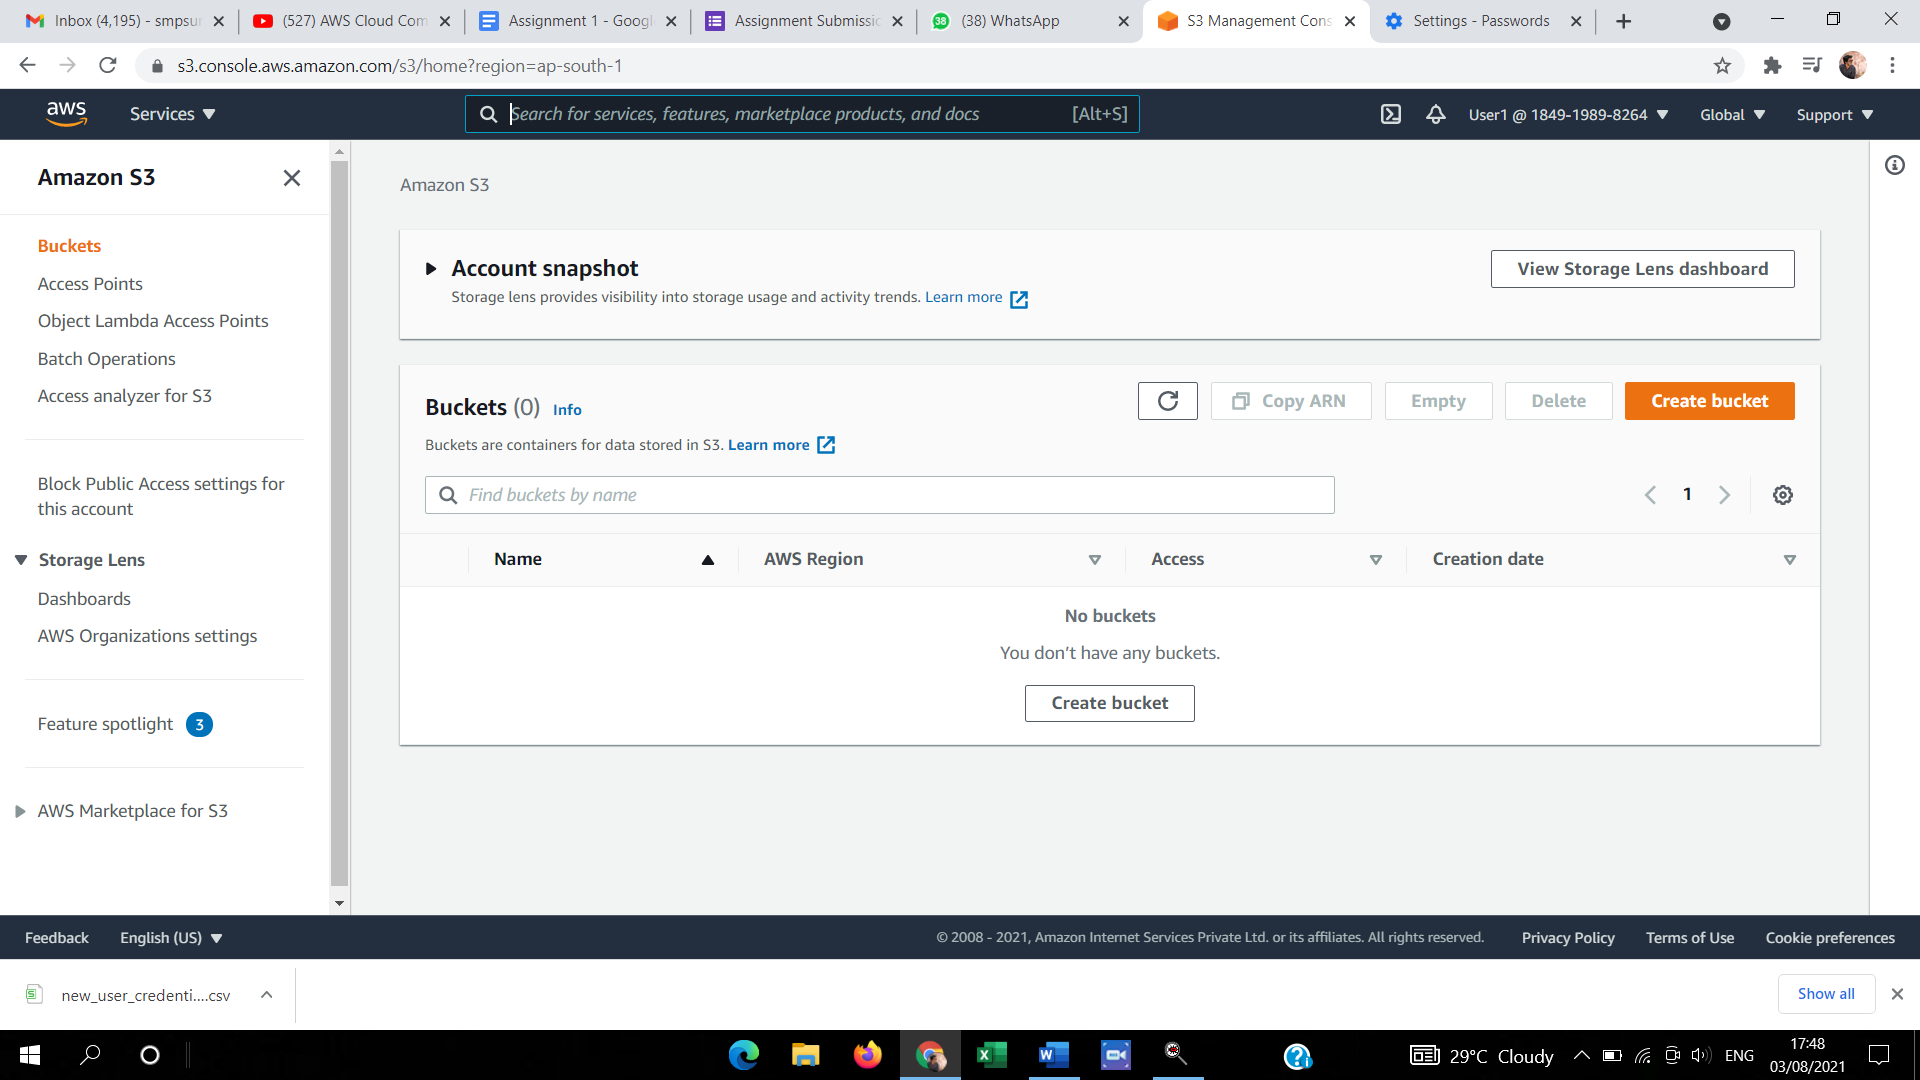 Inbox (4,195) - smpsur
(527) AWS Cloud Com
Assignment 1 - Googl
Assignment Submissic
(38) WhatsApp
S3 Management Cons
Settings - Passwords
s3.console.aws.amazon.com/s3/home?region=ap-south-1
aws
Services
Search for services, features, marketplace products, and docs
[Alt+S]
User1 @ 1849-1989-8264
Global
Support
Amazon S3
Buckets
Access Points
Object Lambda Access Points
Batch Operations
Access analyzer for S3
Block Public Access settings for
this account
Storage Lens
Dashboards
AWS Organizations settings
Feature spotlight 3
AWS Marketplace for S3
Amazon S3
Account snapshot
Storage lens provides visibility into storage usage and activity trends. Learn more
View Storage Lens dashboard
Buckets (0) Info
Copy ARN
Empty
Delete
Create bucket
Buckets are containers for data stored in S3. Learn more
Find buckets by name
1
Name
AWS Region
Access
Creation date
No buckets
You don't have any buckets.
Create bucket
Feedback
English (US)
© 2008 - 2021, Amazon Internet Services Private Ltd. or its affiliates. All rights reserved.
Privacy Policy
Terms of Use
Cookie preferences
new_user_credenti....csv
Show all
29°C Cloudy
ENG
17:48
03/08/2021